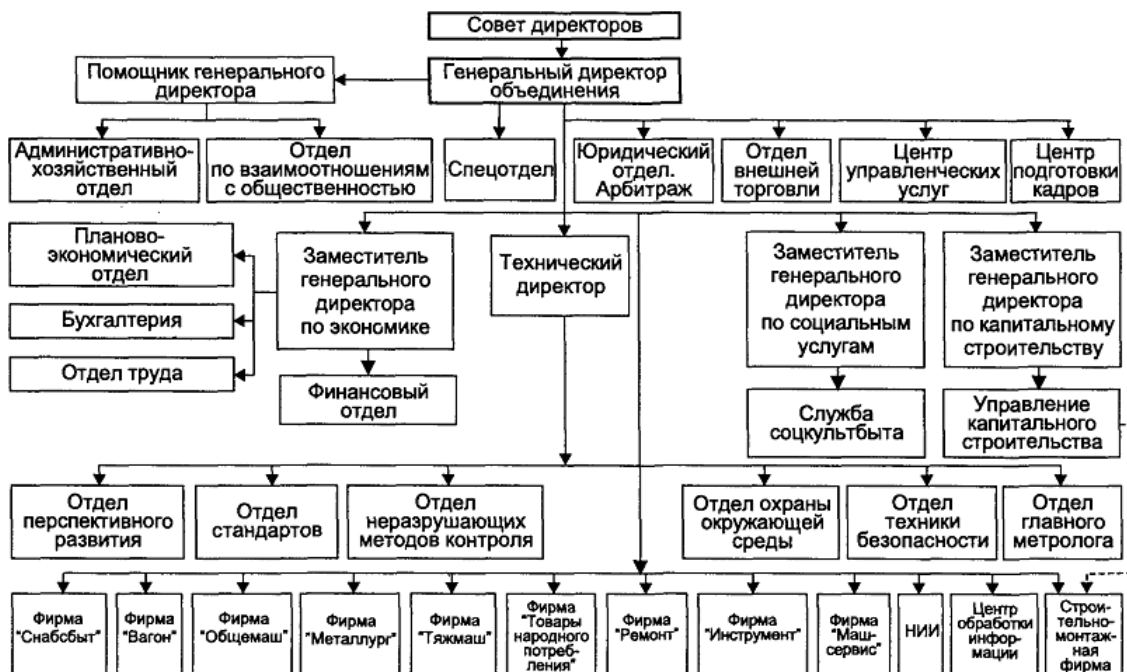 Совет директоров
Помощник генерального
директора
Генеральный директор
объединения
Административно-
хозяйственный
отдел
Отдел
по взаимоотношениям
с общественностью
Спецотдел
Юридический
отдел.
Арбитраж
Отдел
внешней
торговли
Центр
управленческих
услуг
Центр
подготовки
кадров
Планово-
экономический
отдел
Бухгалтерия
Отдел труда
Заместитель
генерального
директора
по экономике
Финансовый
отдел
Технический
директор
Заместитель
генерального
директора
по социальным
услугам
Заместитель
генерального
директора
по капитальному
строительству
Служба
соцкультбыта
Управление
капитального
строительства
Отдел
перспективного
развития
Отдел
стандартов
Отдел
неразрушающих
методов контроля
Отдел охраны
окружающей
среды
Отдел
техники
безопасности
Отдел
главного
метролога
Фирма
"Снабсбыт"
Фирма
"Вагон"
Фирма
"Общемаш"
Фирма
"Металлург"
Фирма
"Тяжмаш"
Фирма
"Товары
народного
потреб-
ления"
Фирма
"Ремонт"
Фирма
"Инструмент"
Фирма
"Маш-
сервис"
НИИ
Центр
обработки
инфор-
мации
Строи-
тельно-
монтаж-
ная
фирма